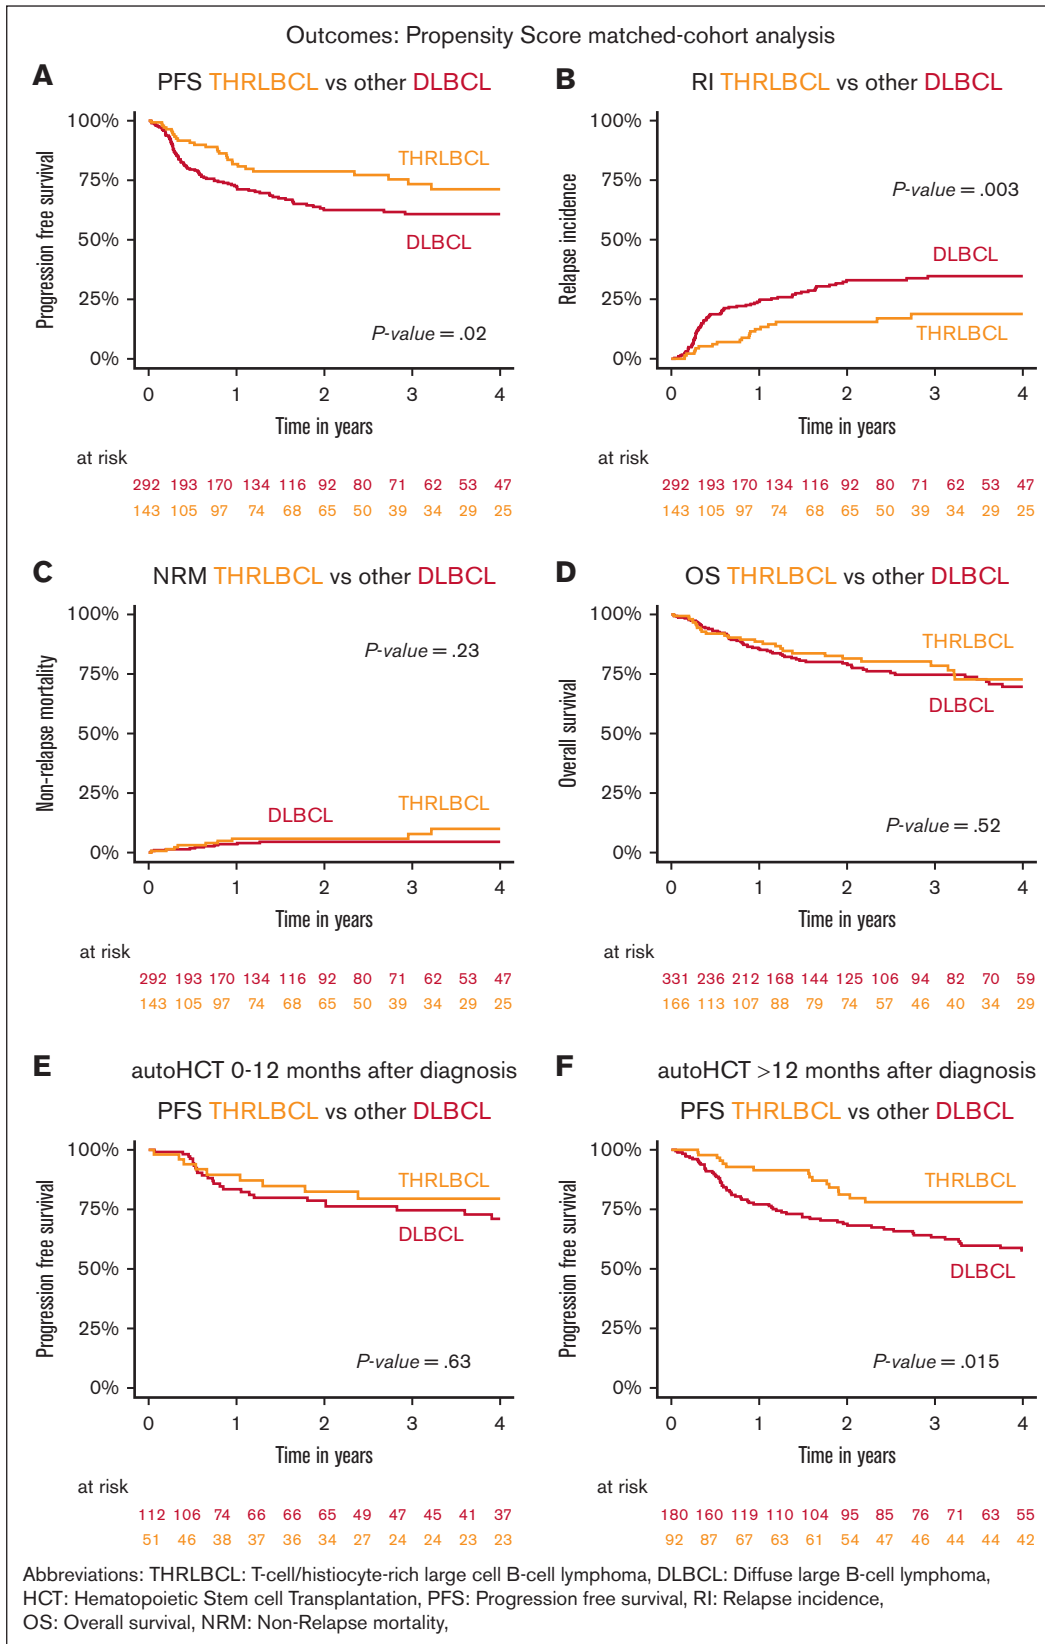 Outcomes: Propensity Score matched-cohort analysis
A
PFS THRLBCL vs other DLBCL
100%
75%
50%
25%
0%
Progression free survival
THRLBCL
DLBCL
P-value = .02
0 1 2 3 4
Time in years
at risk
292 193 170 134 116 92 80 71 62 53 47
143 105 97 74 68 65 50 39 34 29 25
B
RI THRLBCL vs other DLBCL
100%
75%
50%
25%
0%
Relapse incidence
P-value = .003
DLBCL
THRLBCL
0 1 2 3 4
Time in years
at risk
292 193 170 134 116 92 80 71 62 53 47
143 105 97 74 68 65 50 39 34 29 25
C
NRM THRLBCL vs other DLBCL
100%
75%
50%
25%
0%
Non-relapse mortality
P-value = .23
DLBCL
THRLBCL
0 1 2 3 4
Time in years
at risk
292 193 170 134 116 92 80 71 62 53 47
143 105 97 74 68 65 50 39 34 29 25
D
OS THRLBCL vs other DLBCL
100%
75%
50%
25%
0%
Overall survival
THRLBCL
DLBCL
P-value = .52
0 1 2 3 4
Time in years
at risk
331 236 212 168 144 125 106 94 82 70 59
166 113 107 88 79 74 57 46 40 34 29
E
autoHCT 0-12 months after diagnosis
PFS THRLBCL vs other DLBCL
100%
75%
50%
25%
0%
Progression free survival
THRLBCL
DLBCL
P-value = .63
0 1 2 3 4
Time in years
at risk
112 106 74 66 66 65 49 47 45 41 37
51 46 38 37 36 34 27 24 24 23 23
F
autoHCT >12 months after diagnosis
PFS THRLBCL vs other DLBCL
100%
75%
50%
25%
0%
Progression free survival
THRLBCL
DLBCL
P-value = .015
0 1 2 3 4
Time in years
at risk
180 160 119 110 104 95 85 76 71 63 55
92 87 67 63 61 54 47 46 44 44 42
Abbreviations: THRLBCL: T-cell/histiocyte-rich large cell B-cell lymphoma, DLBCL: Diffuse large B-cell lymphoma,
HCT: Hematopoietic Stem cell Transplantation, PFS: Progression free survival, RI: Relapse incidence,
OS: Overall survival, NRM: Non-Relapse mortality,